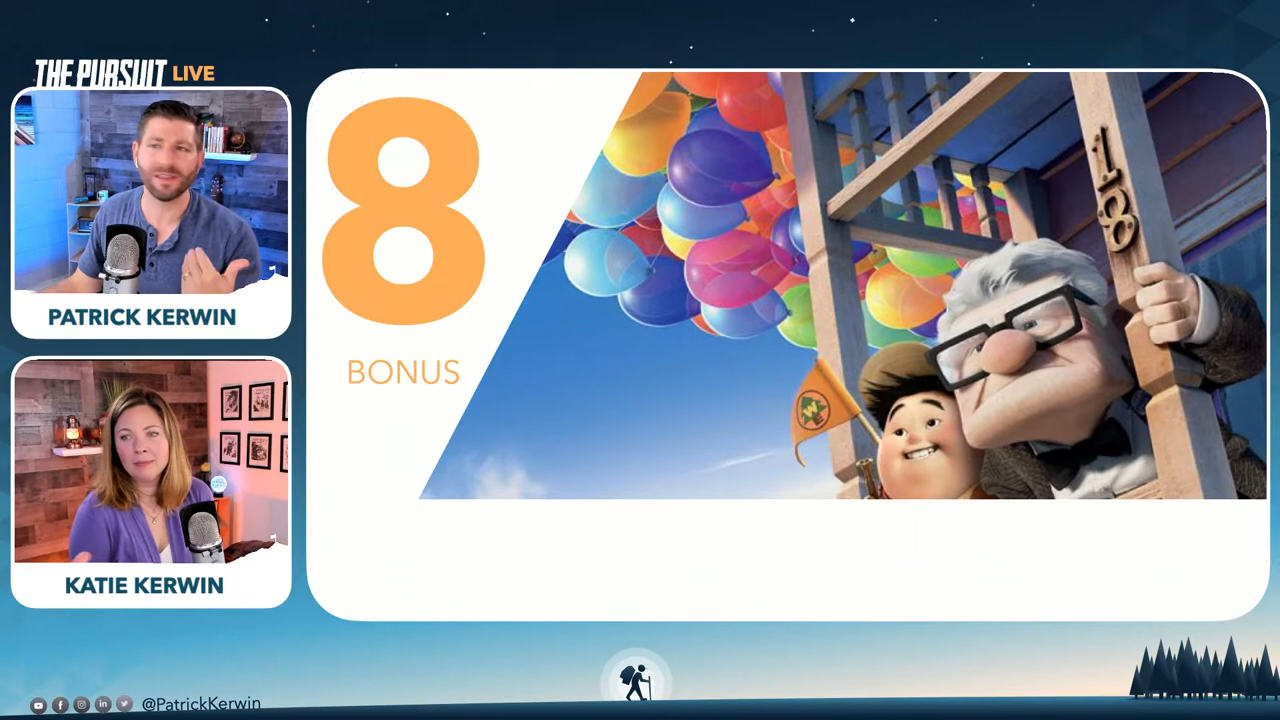 THE PURSUIT LIVE
PATRICK KERWIN
KATIE KERWIN
8
BONUS
18
W
E
@PatrickKerwin